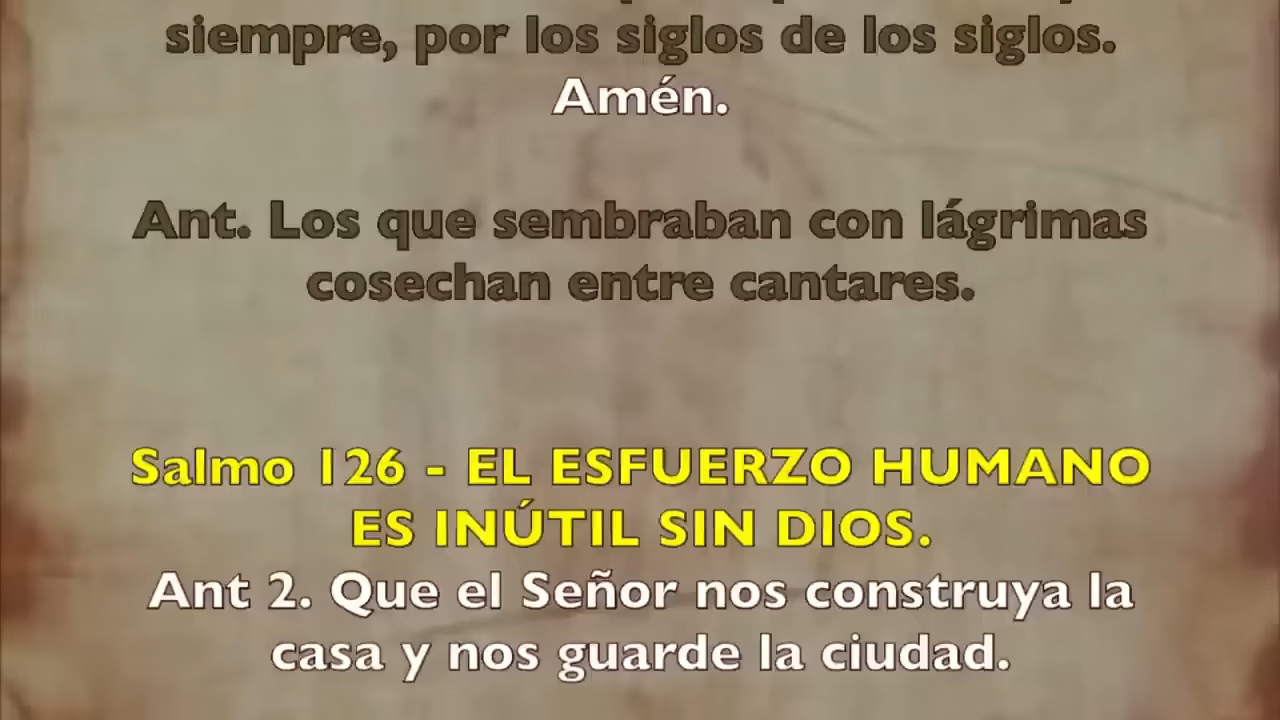 siempre, por los siglos de los siglos.
Amén.
Ant. Los que sembraban con lágrimas
cosechan entre cantares.
Salmo 126 - EL ESFUERZO HUMANO
ES INÚTIL SIN DIOS.
Ant 2. Que el Señor nos construya la
casa y nos guarde la ciudad.